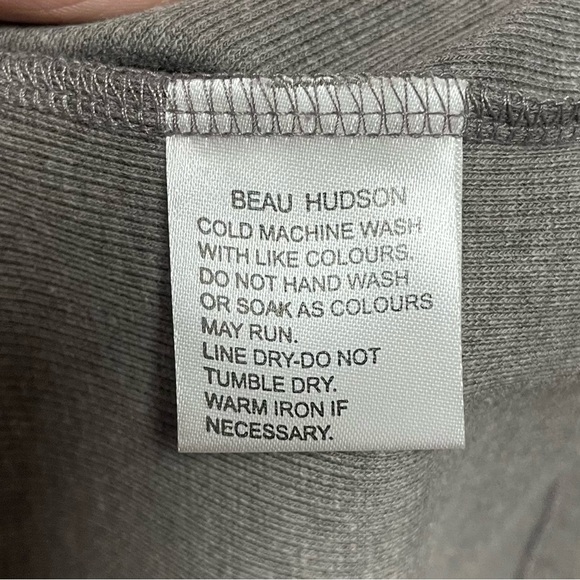 BEAU HUDSON
COLD MACHINE WASH
WITH LIKE COLOURS.
DO NOT HAND WASH
OR SOAK AS COLOURS
MAY RUN.
LINE DRY-DO NOT
TUMBLE DRY.
WARM IRON IF
NECESSARY.